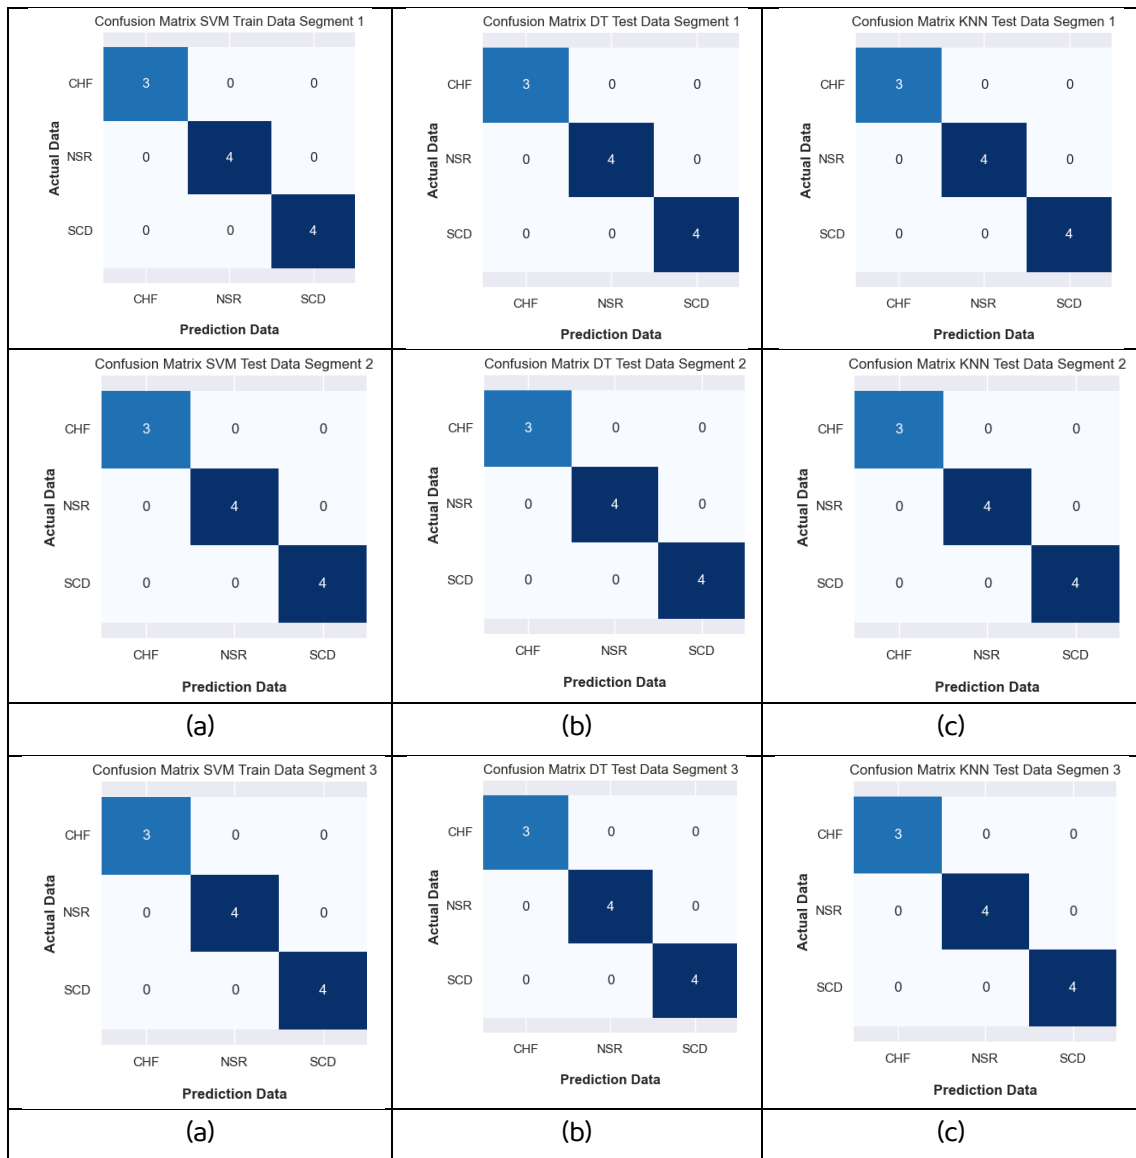 Confusion Matrix SVM Train Data Segment 1
CHF 3 0 0
NSR 0 4 0
SCD 0 0 4
Actual Data
CHF NSR SCD
Prediction Data
Confusion Matrix DT Test Data Segment 1
CHF 3 0 0
NSR 0 4 0
SCD 0 0 4
Actual Data
CHF NSR SCD
Prediction Data
Confusion Matrix KNN Test Data Segmen 1
CHF 3 0 0
NSR 0 4 0
SCD 0 0 4
Actual Data
CHF NSR SCD
Prediction Data
Confusion Matrix SVM Test Data Segment 2
CHF 3 0 0
NSR 0 4 0
SCD 0 0 4
Actual Data
CHF NSR SCD
Prediction Data
Confusion Matrix DT Test Data Segment 2
CHF 3 0 0
NSR 0 4 0
SCD 0 0 4
Actual Data
CHF NSR SCD
Prediction Data
Confusion Matrix KNN Test Data Segment 2
CHF 3 0 0
NSR 0 4 0
SCD 0 0 4
Actual Data
CHF NSR SCD
Prediction Data
(a) (b) (c)
Confusion Matrix SVM Train Data Segment 3
CHF 3 0 0
NSR 0 4 0
SCD 0 0 4
Actual Data
CHF NSR SCD
Prediction Data
Confusion Matrix DT Test Data Segment 3
CHF 3 0 0
NSR 0 4 0
SCD 0 0 4
Actual Data
CHF NSR SCD
Prediction Data
Confusion Matrix KNN Test Data Segmen 3
CHF 3 0 0
NSR 0 4 0
SCD 0 0 4
Actual Data
CHF NSR SCD
Prediction Data
(a) (b) (c)